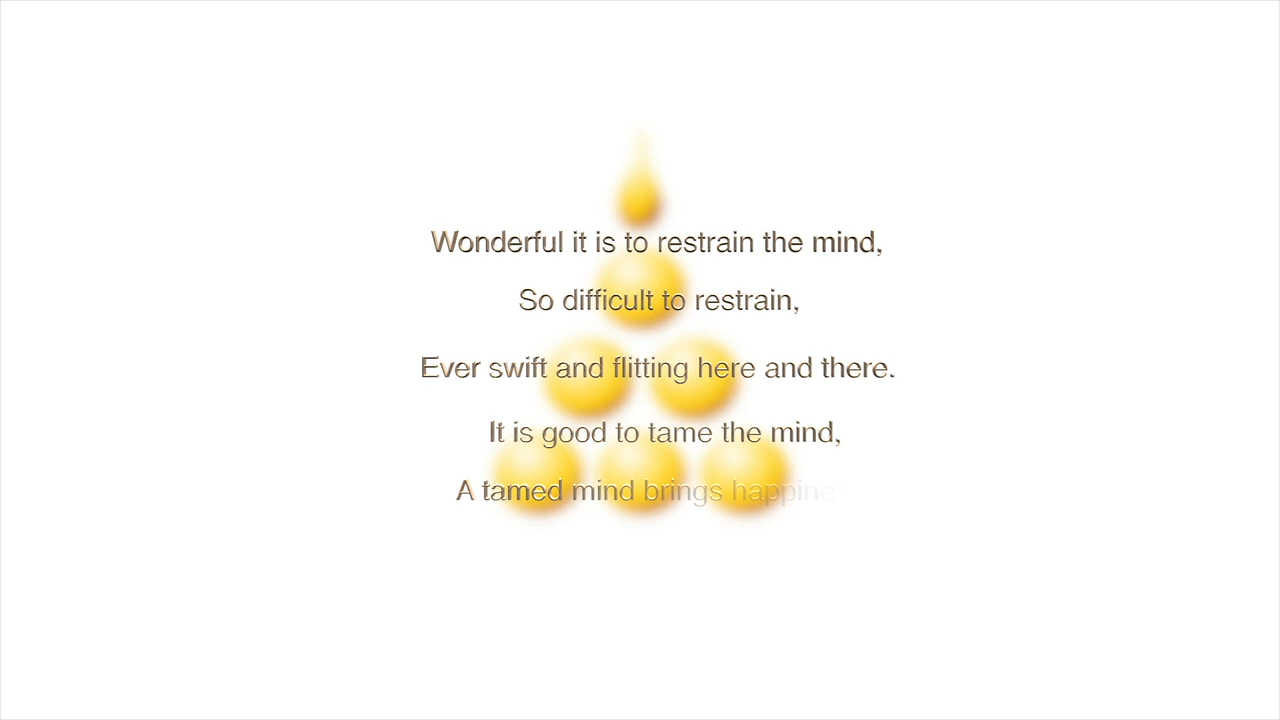 Wonderful it is to restrain the mind,
So difficult to restrain,
Ever swift and flitting here and there.
It is good to tame the mind,
A tamed mind brings happine